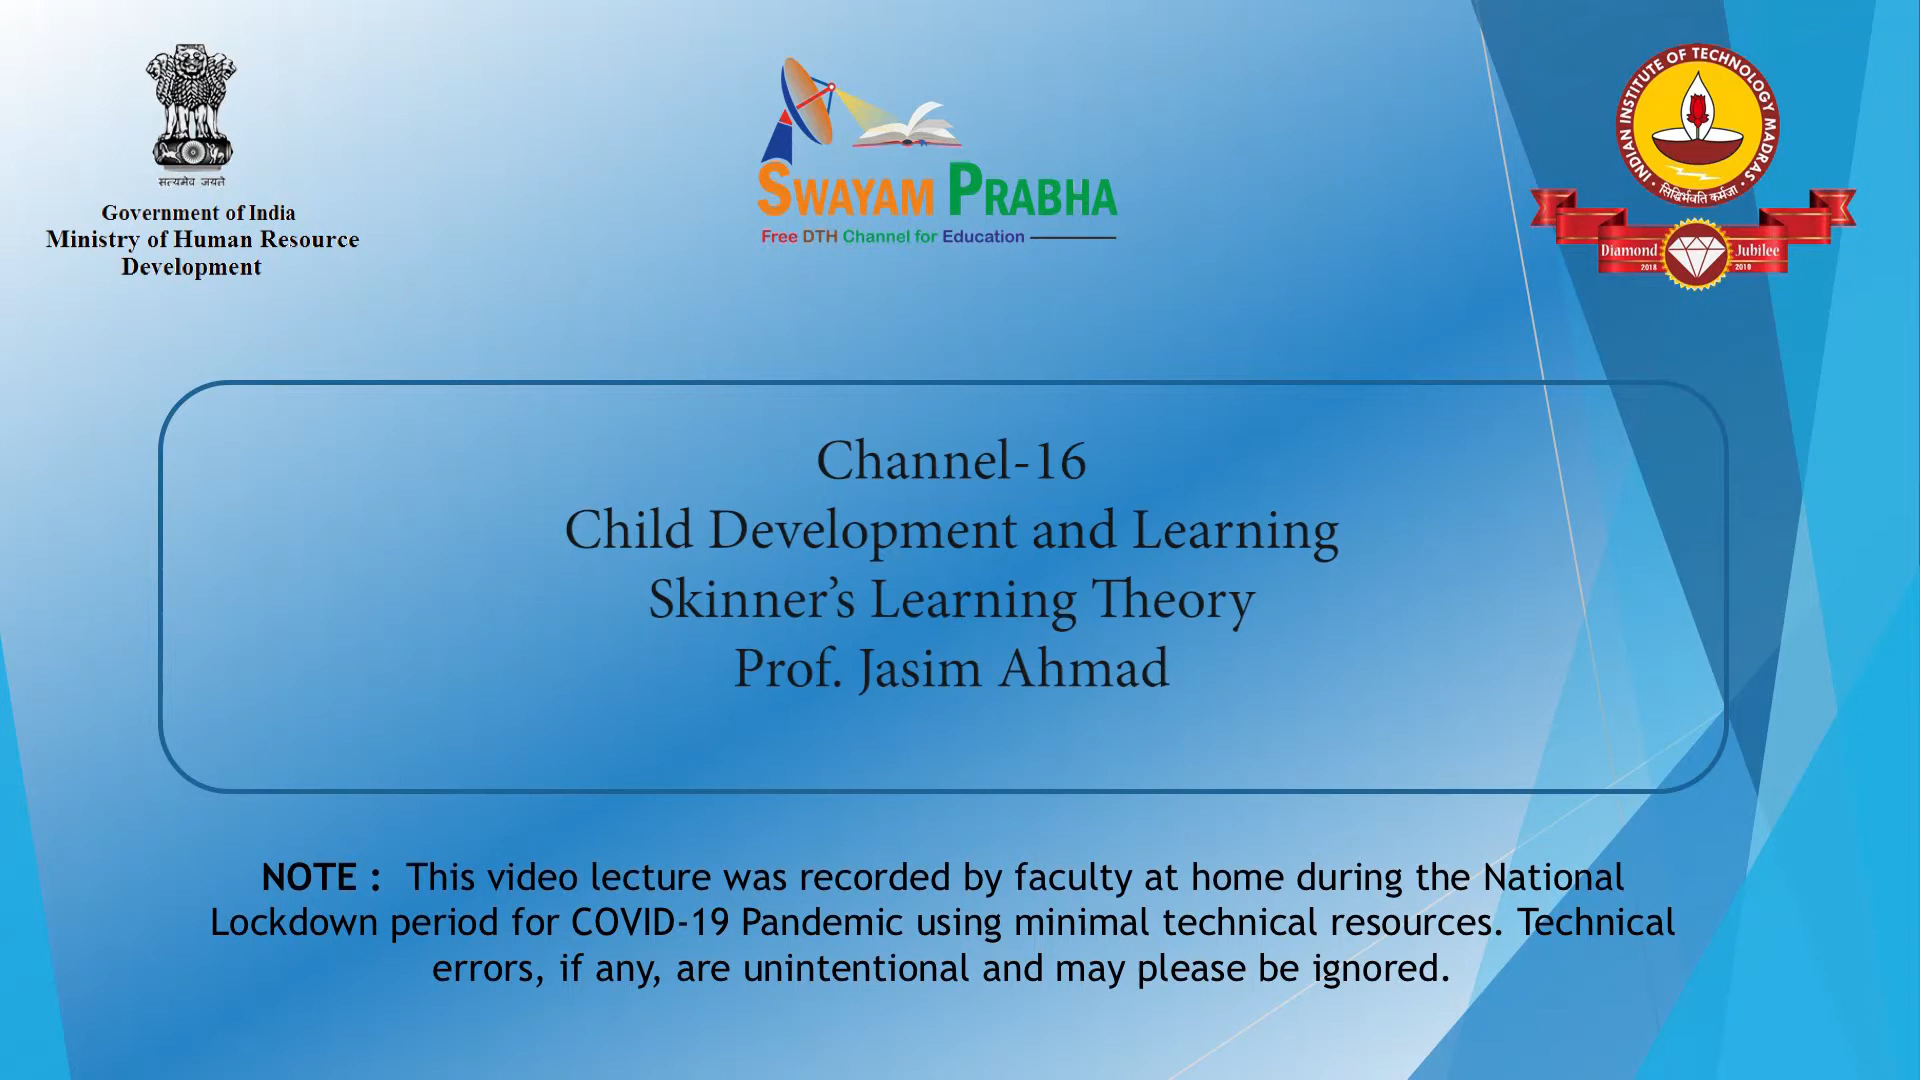 सत्यमेव जयते
Government of India
Ministry of Human Resource
Development
SWAYAM PRABHA
Free DTH Channel for Education
INDIAN INSTITUTE OF TECHNOLOGY MADRAS
सिद्धिर्भवति कर्मजा
Diamond Jubilee
2018 2019
Channel-16
Child Development and Learning
Skinner’s Learning Theory
Prof. Jasim Ahmad
NOTE : This video lecture was recorded by faculty at home during the National
Lockdown period for COVID-19 Pandemic using minimal technical resources. Technical
errors, if any, are unintentional and may please be ignored.